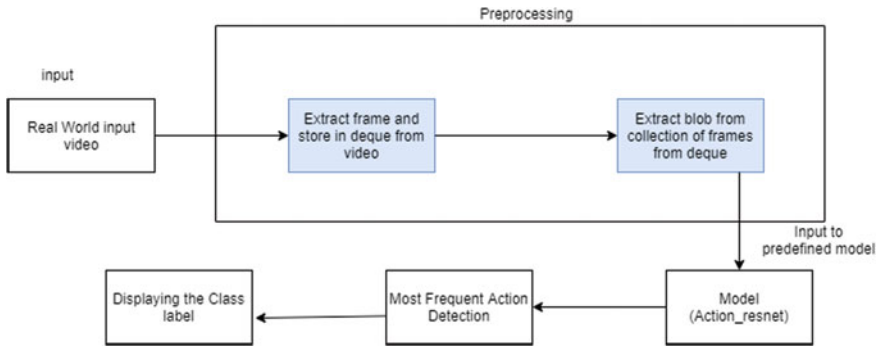 Preprocessing
input
Real World input
video
Extract frame and
store in deque from
video
Extract blob from
collection of frames
from deque
Input to
predefined model
Displaying the Class
label
Most Frequent Action
Detection
Model
(Action_resnet)